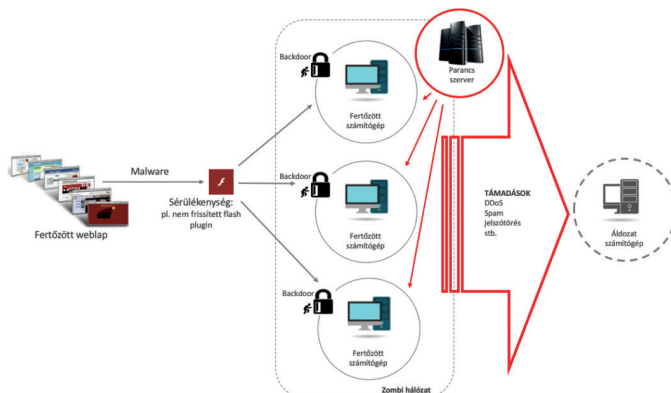 Fertőzött weblap
Malware
Sérülékenység:
pl. nem frissített flash
plugin
Backdoor
Fertőzött
számítógép
Backdoor
Fertőzött
számítógép
Backdoor
Fertőzött
számítógép
Zombi hálózat
Parancs
szerver
TÁMADÁSOK
DDoS
Spam
jelszótörés
stb.
Áldozat
számítógép